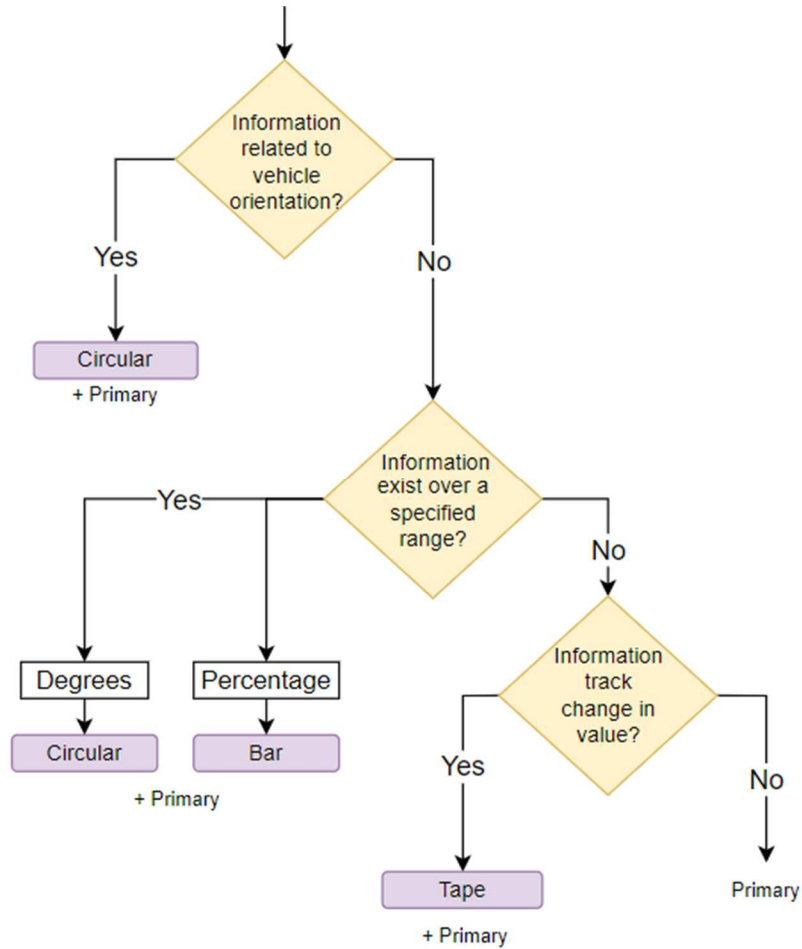 Information
related to
vehicle
orientation?
Yes
No
Circular
+ Primary
Information
exist over a
specified
range?
Yes
No
Degrees
Percentage
Circular
Bar
+ Primary
Information
track
change in
value?
Yes
No
Tape
Primary
+ Primary